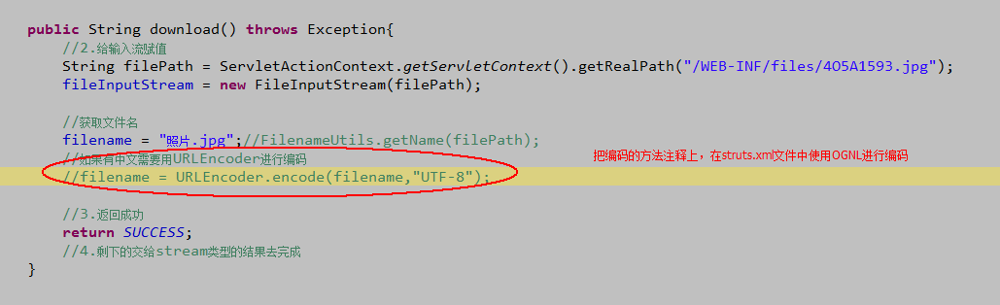 public String download() throws Exception{
//2.给输入流赋值
String filePath = ServletActionContext.getServletContext().getRealPath("/WEB-INF/files/4O5A1593.jpg");
fileInputStream = new FileInputStream(filePath);
//获取文件名
filename = "照片.jpg";//FilenameUtils.getName(filePath);
//如果有中文需要用URLEncoder进行编码
把编码的方法注释上，在struts.xml文件中使用OGNL进行编码
//filename = URLEncoder.encode(filename,"UTF-8");
//3.返回成功
return SUCCESS;
//4.剩下的交给stream类型的结果去完成
}